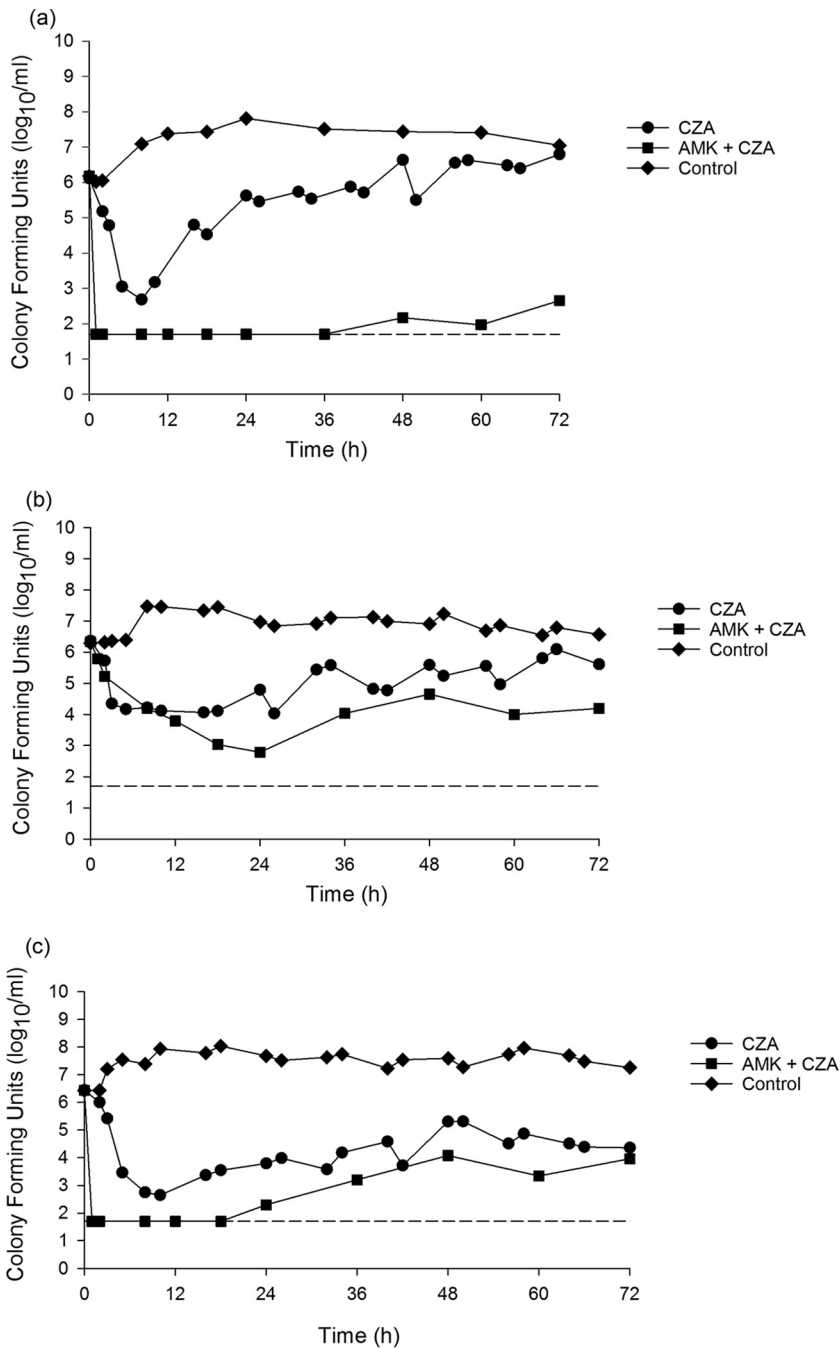 (a)
Colony Forming Units (log10/ml)
10
9
8
7
6
5
4
3
2
1
0
0 12 24 36 48 60 72
Time (h)
CZA
AMK + CZA
Control
(b)
Colony Forming Units (log10/ml)
10
9
8
7
6
5
4
3
2
1
0
0 12 24 36 48 60 72
Time (h)
CZA
AMK + CZA
Control
(c)
Colony Forming Units (log10/ml)
10
9
8
7
6
5
4
3
2
1
0
0 12 24 36 48 60 72
Time (h)
CZA
AMK + CZA
Control